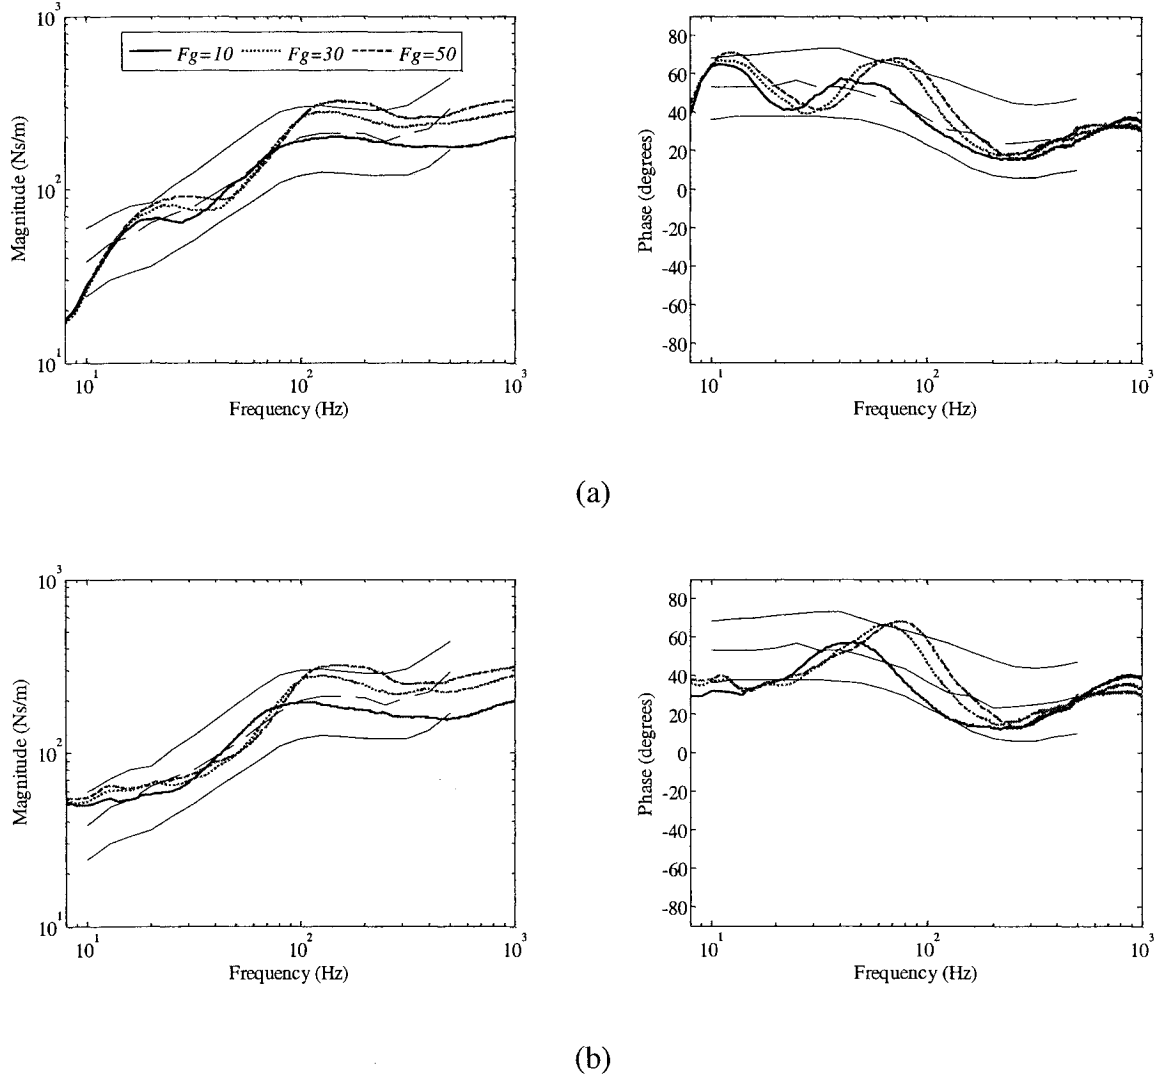 Fg=10 Fg=30 Fg=50
Magnitude (Ns/m)
10³
10²
10¹
10¹ 10² 10³
Frequency (Hz)
Phase (degrees)
80
60
40
20
0
-20
-40
-60
-80
10¹ 10² 10³
Frequency (Hz)
(a)
Magnitude (Ns/m)
10³
10²
10¹
10¹ 10² 10³
Frequency (Hz)
Phase (degrees)
80
60
40
20
0
-20
-40
-60
-80
10¹ 10² 10³
Frequency (Hz)
(b)